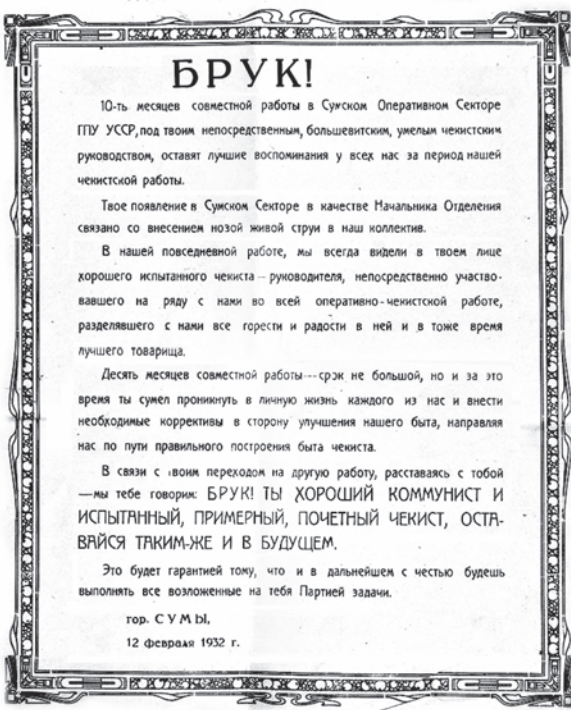 БРУК!
10-ть месяцев совместной работы в Сумском Оперативном Секторе
ГПУ УССР, под твоим непосредственным, большевитским, умелым чекистским
руководством, оставят лучшие воспоминания у всех нас за период нашей
чекистской работы.
Твое появление в Сумском Секторе в качестве Начальника Отделения
связано со внесением нозой живой струи в наш коллектив.
В нашей повседневной работе, мы всегда видели в твоем лице
хорошего испытанного чекиста — руководителя, непосредственно участво-
вавшего на ряду с нами во всей оперативно-чекистской работе,
разделявшего с нами все горести и радости в ней и в тоже время
лучшего товарища.
Десять месяцев совместной работы—-срок не большой, но и за это
время ты сумел проникнуть в личную жизнь каждого из нас и внести
необходимые коррективы в сторону улучшения нашего быта, направляя
нас по пути правильного построения быта чекиста.
В связи с твоим переходом на другую работу, расставаясь с тобой
—мы тебе говорим: БРУК! ТЫ ХОРОШИЙ КОММУНИСТ И
ИСПЫТАННЫЙ, ПРИМЕРНЫЙ, ПОЧЕТНЫЙ ЧЕКИСТ, ОСТА-
ВАЙСЯ ТАКИМ-ЖЕ И В БУДУЩЕМ.
Это будет гарантией тому, что и в дальнейшем с честью будешь
выполнять все возложенные на тебя Партией задачи.
гор. СУМЫ,
12 февраля 1932 г.